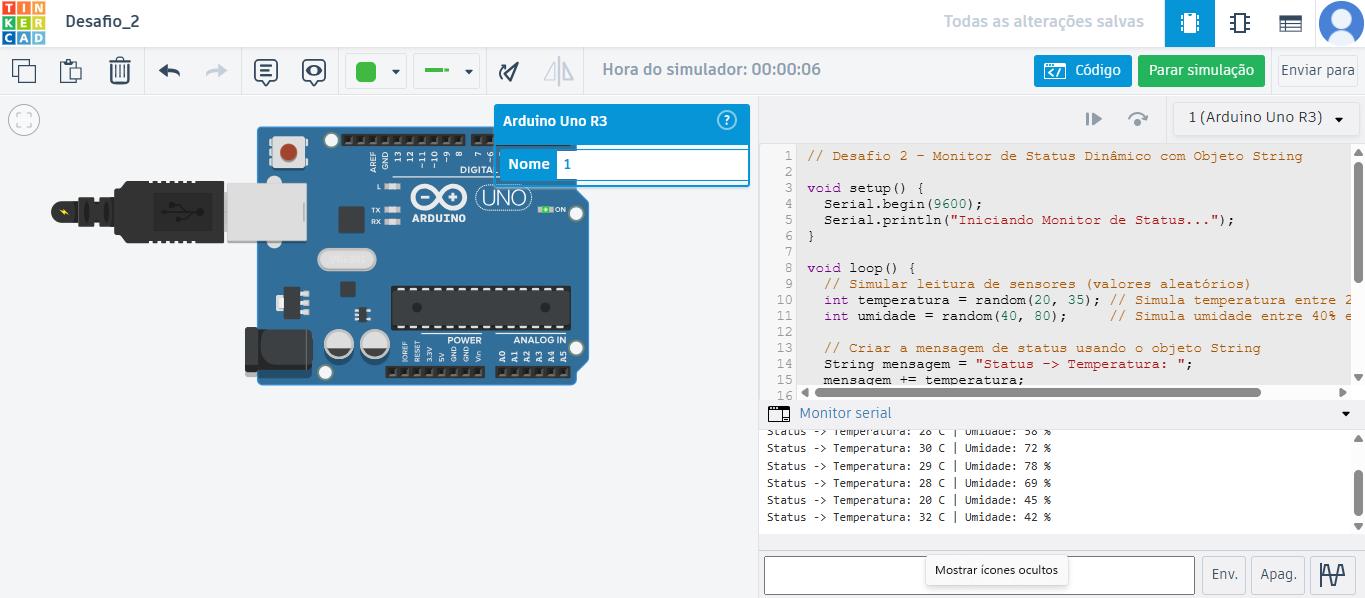 TIN
KER
CAD
Desafio_2
Todas as alterações salvas
Hora do simulador: 00:00:06
Código
Parar simulação
Enviar para
Arduino Uno R3
?
Nome 1
AREF
GND
13
12
~11
~10
~9
8
7
~6
DIGITAL
L
TX
RX
ARDUINO
UNO
ON
POWER
ANALOG IN
IOREF
RESET
3.3V
5V
GND
GND
Vin
A0
A1
A2
A3
A4
A5
1 (Arduino Uno R3)
1 // Desafio 2 - Monitor de Status Dinâmico com Objeto String
2
3 void setup() {
4 Serial.begin(9600);
5 Serial.println("Iniciando Monitor de Status...");
6 }
7
8 void loop() {
9 // Simular leitura de sensores (valores aleatórios)
10 int temperatura = random(20, 35); // Simula temperatura entre 2
11 int umidade = random(40, 80); // Simula umidade entre 40% e
12
13 // Criar a mensagem de status usando o objeto String
14 String mensagem = "Status -> Temperatura: ";
15 mensagem += temperatura;
16
Monitor serial
Status -> Temperatura: 28 C | Umidade: 58 %
Status -> Temperatura: 30 C | Umidade: 72 %
Status -> Temperatura: 29 C | Umidade: 78 %
Status -> Temperatura: 28 C | Umidade: 69 %
Status -> Temperatura: 20 C | Umidade: 45 %
Status -> Temperatura: 32 C | Umidade: 42 %
Mostrar ícones ocultos
Env.
Apag.